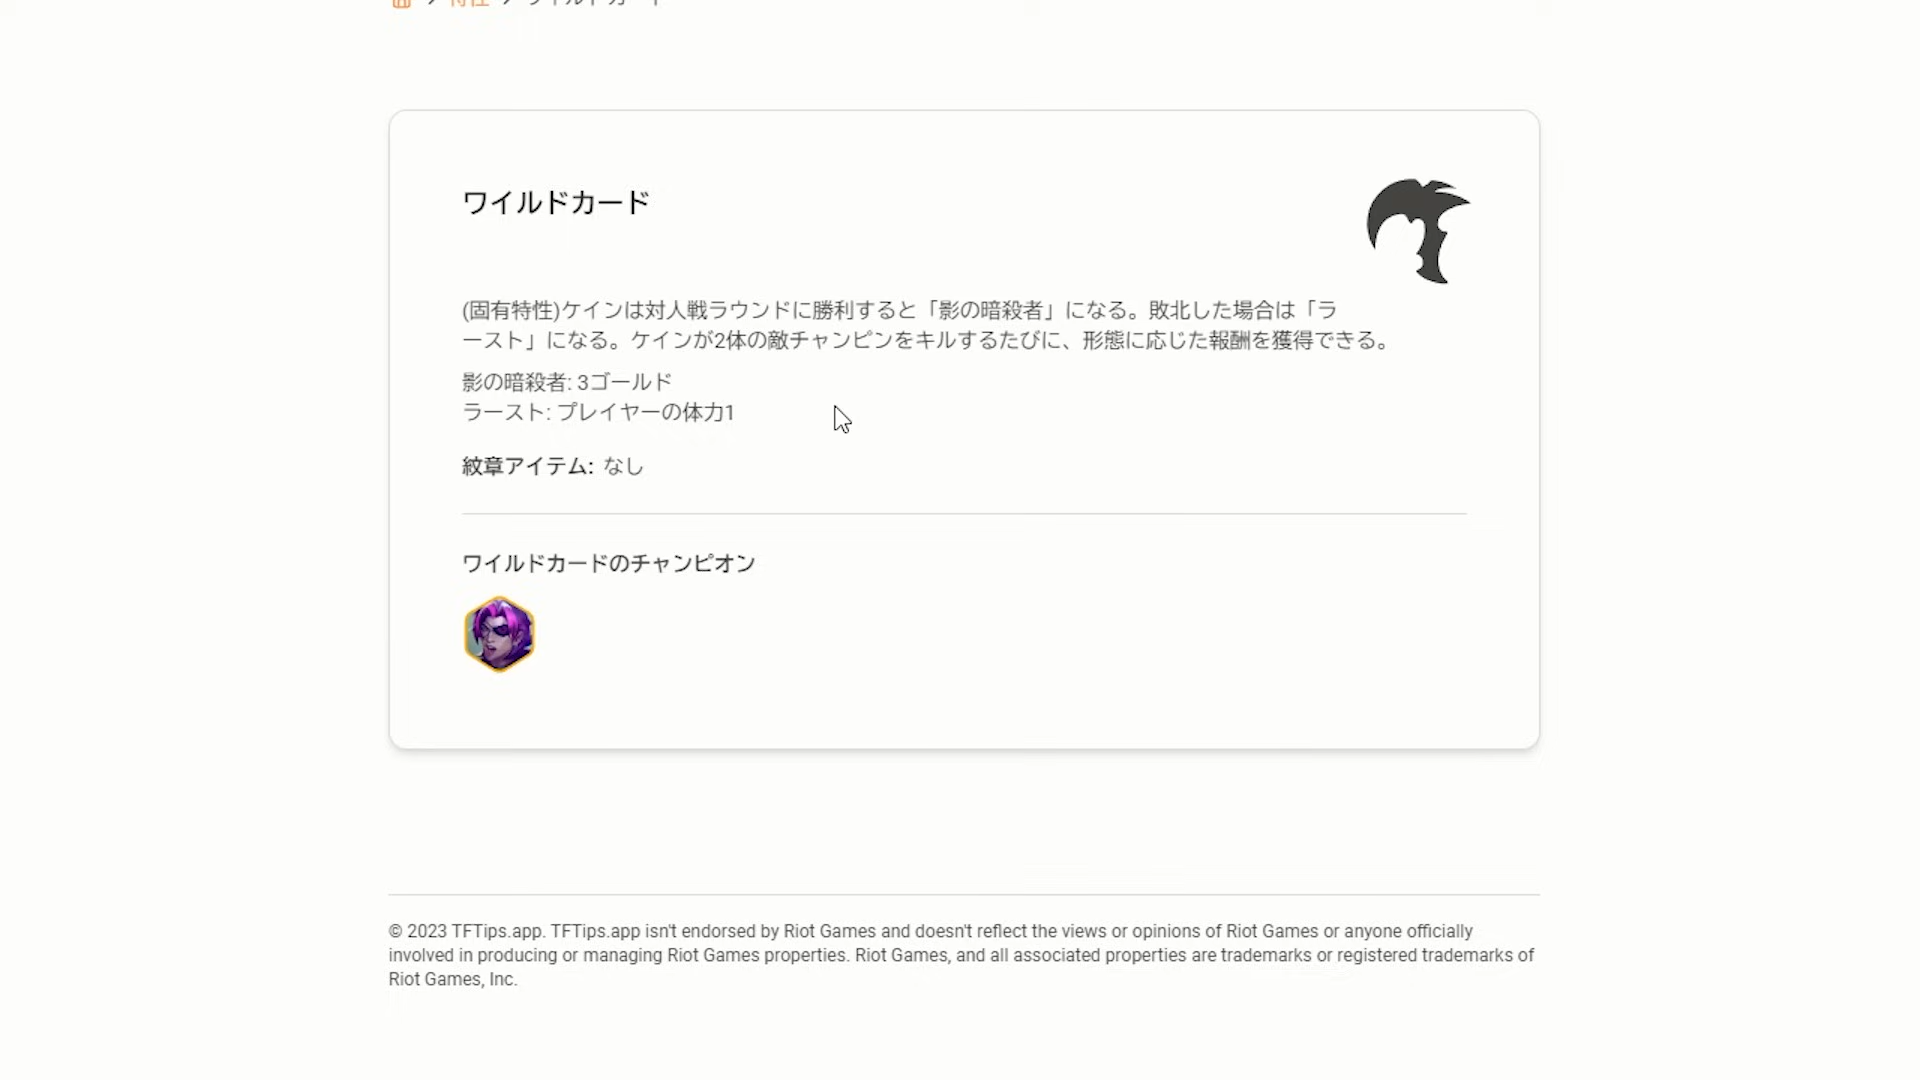 特性 ワイルドカード
ワイルドカード
(固有特性)ケインは対人戦ラウンドに勝利すると「影の暗殺者」になる。敗北した場合は「ラ
ースト」になる。ケインが2体の敵チャンピンをキルするたびに、形態に応じた報酬を獲得できる。
影の暗殺者: 3ゴールド
ラースト: プレイヤーの体力1
紋章アイテム: なし
ワイルドカードのチャンピオン
© 2023 TFTips.app. TFTips.app isn't endorsed by Riot Games and doesn't reflect the views or opinions of Riot Games or anyone officially
involved in producing or managing Riot Games properties. Riot Games, and all associated properties are trademarks or registered trademarks of
Riot Games, Inc.